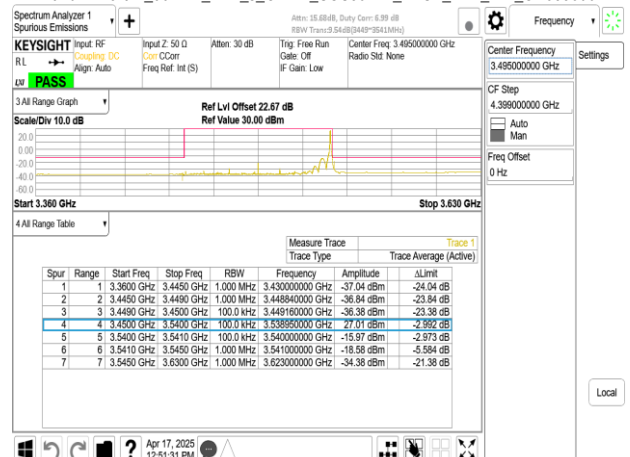 Spectrum Analyzer 1
Spurious Emissions
Attn: 15.68dB, Duty Corr: 6.99 dB
RBW Trans:9.54dB(3449~3541MHz)
Frequency
KEYSIGHT
RL
LXI
PASS
Input: RF
Coupling: DC
Align: Auto
Input Z: 50 Ω
Corr CCorr
Freq Ref: Int (S)
Atten: 30 dB
Trig: Free Run
Gate: Off
IF Gain: Low
Center Freq: 3.495000000 GHz
Radio Std: None
Center Frequency
3.495000000 GHz
Settings
CF Step
4.399000000 GHz
Auto
Man
Freq Offset
0 Hz
3 All Range Graph
Scale/Div 10.0 dB
Ref Lvl Offset 22.67 dB
Ref Value 30.00 dBm
20.0
0.00
-20.0
-40.0
-60.0
Start 3.360 GHz
Stop 3.630 GHz
4 All Range Table
Measure Trace Trace 1
Trace Type Trace Average (Active)
Spur Range Start Freq Stop Freq RBW Frequency Amplitude ΔLimit
1 1 3.3600 GHz 3.4450 GHz 1.000 MHz 3.430000000 GHz -37.04 dBm -24.04 dB
2 2 3.4450 GHz 3.4490 GHz 1.000 MHz 3.448840000 GHz -36.84 dBm -23.84 dB
3 3 3.4490 GHz 3.4500 GHz 100.0 kHz 3.449160000 GHz -36.38 dBm -23.38 dB
4 4 3.4500 GHz 3.5400 GHz 100.0 kHz 3.538950000 GHz 27.01 dBm -2.992 dB
5 5 3.5400 GHz 3.5410 GHz 100.0 kHz 3.540000000 GHz -15.97 dBm -2.973 dB
6 6 3.5410 GHz 3.5450 GHz 1.000 MHz 3.541000000 GHz -18.58 dBm -5.584 dB
7 7 3.5450 GHz 3.6300 GHz 1.000 MHz 3.623000000 GHz -34.38 dBm -21.38 dB
Local
Apr 17, 2025
12:51:31 PM